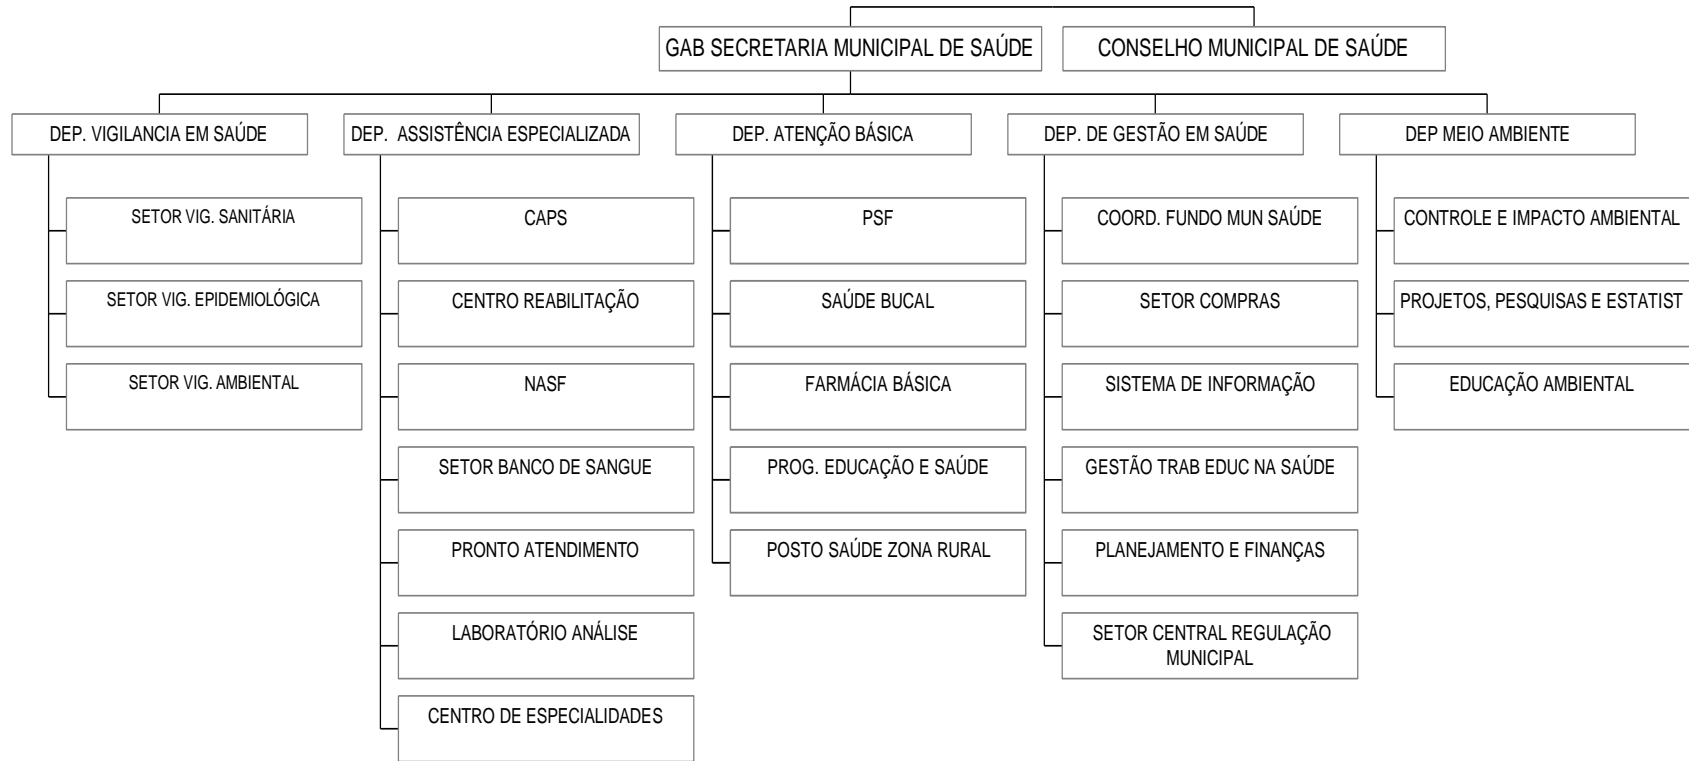 GAB SECRETARIA MUNICIPAL DE SAÚDE
CONSELHO MUNICIPAL DE SAÚDE
DEP. VIGILANCIA EM SAÚDE
SETOR VIG. SANITÁRIA
SETOR VIG. EPIDEMIOLÓGICA
SETOR VIG. AMBIENTAL
DEP. ASSISTÊNCIA ESPECIALIZADA
CAPS
CENTRO REABILITAÇÃO
NASF
SETOR BANCO DE SANGUE
PRONTO ATENDIMENTO
LABORATÓRIO ANÁLISE
CENTRO DE ESPECIALIDADES
DEP. ATENÇÃO BÁSICA
PSF
SAÚDE BUCAL
FARMÁCIA BÁSICA
PROG. EDUCAÇÃO E SAÚDE
POSTO SAÚDE ZONA RURAL
DEP. DE GESTÃO EM SAÚDE
COORD. FUNDO MUN SAÚDE
SETOR COMPRAS
SISTEMA DE INFORMAÇÃO
GESTÃO TRAB EDUC NA SAÚDE
PLANEJAMENTO E FINANÇAS
SETOR CENTRAL REGULAÇÃO
MUNICIPAL
DEP MEIO AMBIENTE
CONTROLE E IMPACTO AMBIENTAL
PROJETOS, PESQUISAS E ESTATIST
EDUCAÇÃO AMBIENTAL